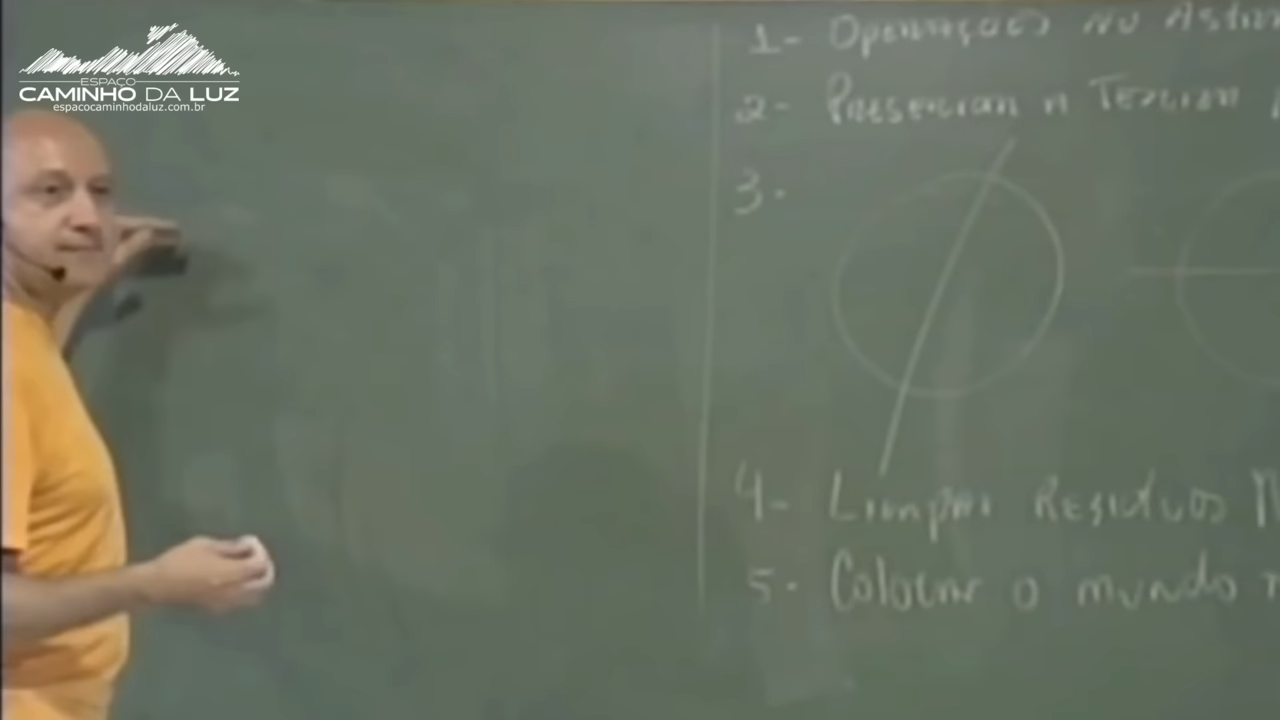 ESPAÇO
CAMINHO DA LUZ
espacocaminhodaluz.com.br
1- Operações no
2- Presenciar a
3-
4- Limpar Resíduos
5- Colocar o mundo